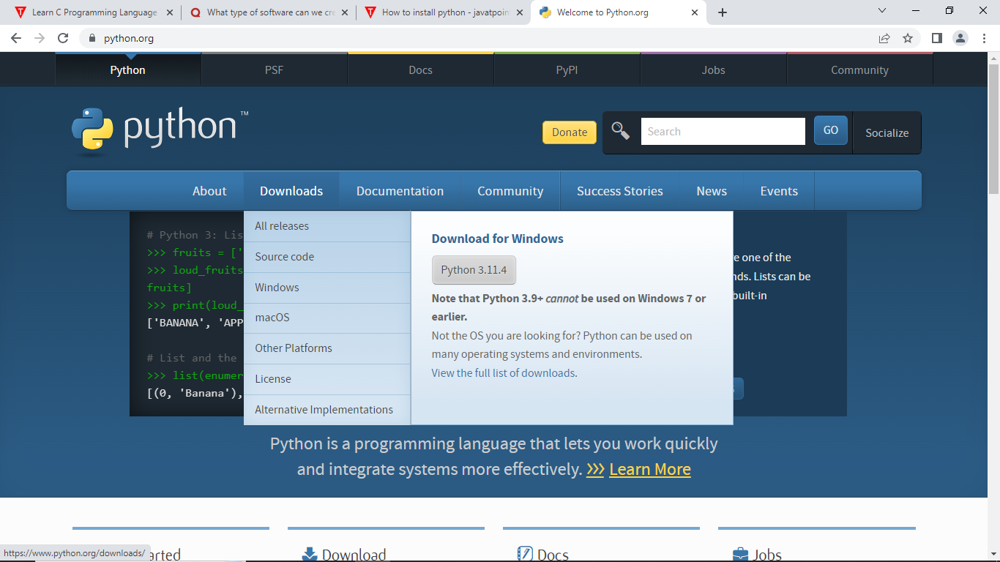 Learn C Programming Language
What type of software can we cre
How to install python - javatpoin
Welcome to Python.org
python.org
Python
PSF
Docs
PyPI
Jobs
Community
python™
Donate
Search
GO
Socialize
About
Downloads
Documentation
Community
Success Stories
News
Events
# Python 3: Lis
>>> fruits = ['
>>> loud_fruits
fruits]
>>> print(loud_
['BANANA', 'APP
# List and the
>>> list(enumer
[(0, 'Banana'),
All releases
Source code
Windows
macOS
Other Platforms
License
Alternative Implementations
Download for Windows
Python 3.11.4
Note that Python 3.9+ cannot be used on Windows 7 or
earlier.
Not the OS you are looking for? Python can be used on
many operating systems and environments.
View the full list of downloads.
e one of the
nds. Lists can be
built-in
Python is a programming language that lets you work quickly
and integrate systems more effectively. >>> Learn More
arted
Download
Docs
Jobs
https://www.python.org/downloads/